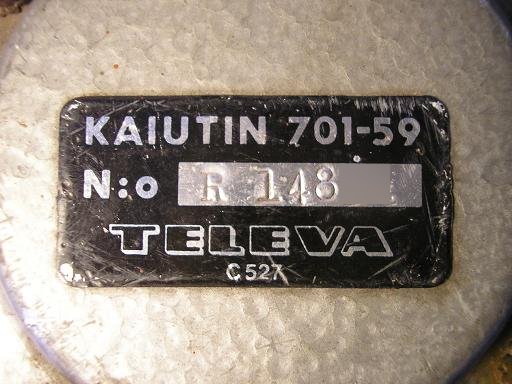 KAIUTIN 701-59
N:o R 148
TELEVA
C527